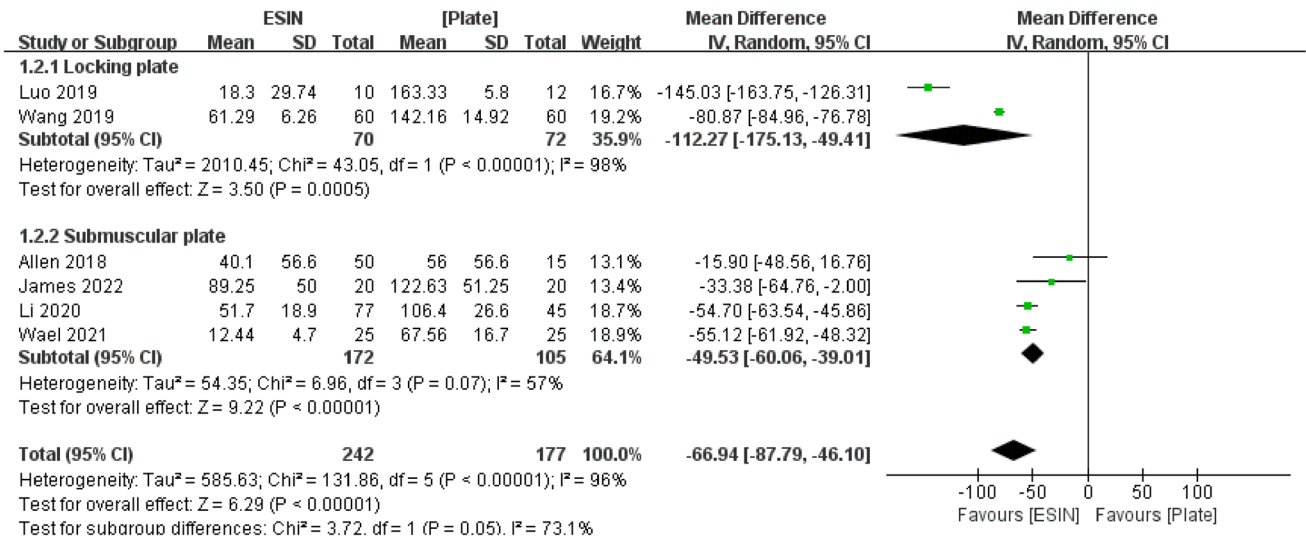 ESIN [Plate] Mean Difference Mean Difference
Study or Subgroup Mean SD Total Mean SD Total Weight IV, Random, 95% CI IV, Random, 95% CI
1.2.1 Locking plate
Luo 2019 18.3 29.74 10 163.33 5.8 12 16.7% -145.03 [-163.75, -126.31]
Wang 2019 61.29 6.26 60 142.16 14.92 60 19.2% -80.87 [-84.96, -76.78]
Subtotal (95% CI) 70 72 35.9% -112.27 [-175.13, -49.41]
Heterogeneity: Tau² = 2010.45; Chi² = 43.05, df = 1 (P < 0.00001); I² = 98%
Test for overall effect: Z = 3.50 (P = 0.0005)
1.2.2 Submuscular plate
Allen 2018 40.1 56.6 50 56 56.6 15 13.1% -15.90 [-48.56, 16.76]
James 2022 89.25 50 20 122.63 51.25 20 13.4% -33.38 [-64.76, -2.00]
Li 2020 51.7 18.9 77 106.4 26.6 45 18.7% -54.70 [-63.54, -45.86]
Wael 2021 12.44 4.7 25 67.56 16.7 25 18.9% -55.12 [-61.92, -48.32]
Subtotal (95% CI) 172 105 64.1% -49.53 [-60.06, -39.01]
Heterogeneity: Tau² = 54.35; Chi² = 6.96, df = 3 (P = 0.07); I² = 57%
Test for overall effect: Z = 9.22 (P < 0.00001)
Total (95% CI) 242 177 100.0% -66.94 [-87.79, -46.10]
Heterogeneity: Tau² = 585.63; Chi² = 131.86, df = 5 (P < 0.00001); I² = 96%
Test for overall effect: Z = 6.29 (P < 0.00001)
Test for subgroup differences: Chi² = 3.72, df = 1 (P = 0.05), I² = 73.1%
-100 -50 0 50 100
Favours [ESIN] Favours [Plate]